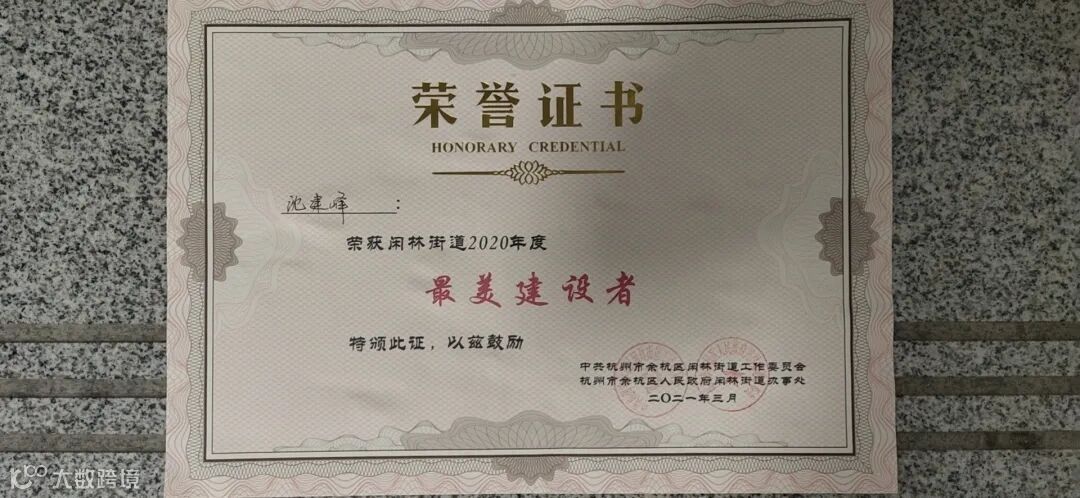 荣誉证书
HONORARY CREDENTIAL
沈建峰:
荣获闲林街道2020年度
最美建设者
特颁此证，以兹鼓励
中共杭州市余杭区闲林街道工作委员会
杭州市余杭区人民政府闲林街道办事处
二〇二一年三月
大数跨境